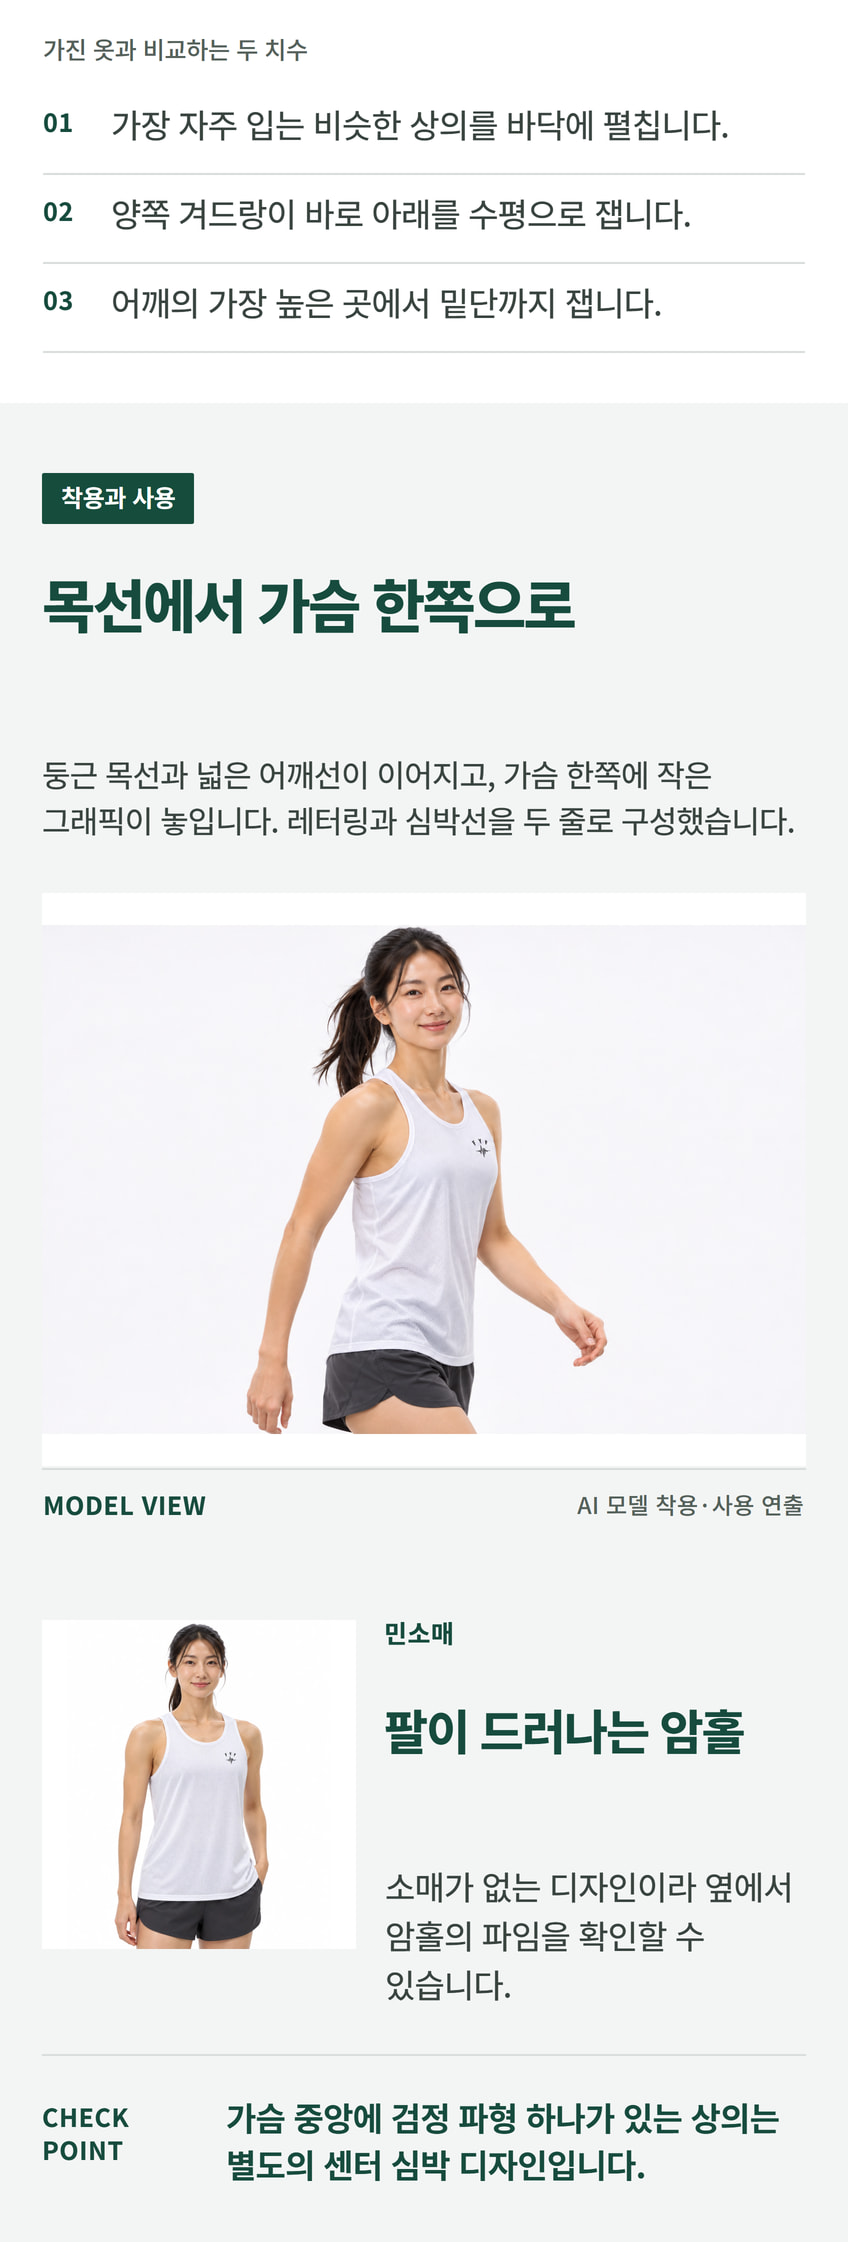 가진 옷과 비교하는 두 치수
01 가장 자주 입는 비슷한 상의를 바닥에 펼칩니다.
02 양쪽 겨드랑이 바로 아래를 수평으로 잽니다.
03 어깨의 가장 높은 곳에서 밑단까지 잽니다.
착용과 사용
목선에서 가슴 한쪽으로
둥근 목선과 넓은 어깨선이 이어지고, 가슴 한쪽에 작은
그래픽이 놓입니다. 레터링과 심박선을 두 줄로 구성했습니다.
MODEL VIEW
AI 모델 착용·사용 연출
민소매
팔이 드러나는 암홀
소매가 없는 디자인이라 옆에서
암홀의 파임을 확인할 수
있습니다.
CHECK
POINT
가슴 중앙에 검정 파형 하나가 있는 상의는
별도의 센터 심박 디자인입니다.